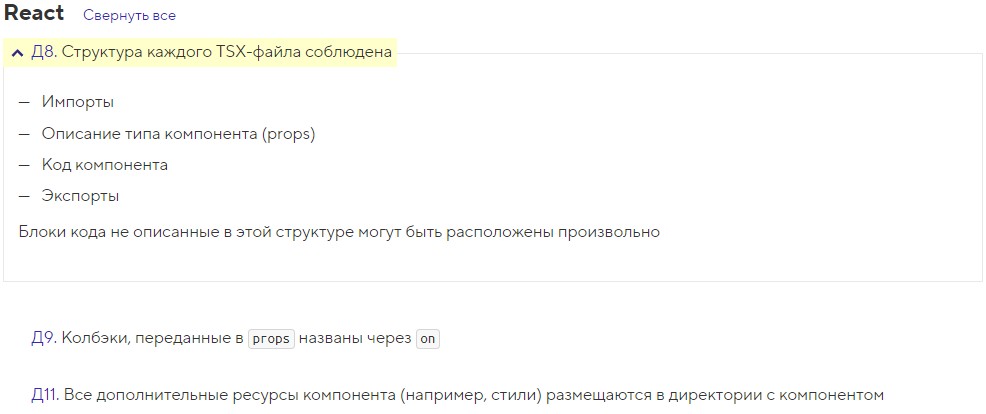 React Свернуть все
Д8. Структура каждого TSX-файла соблюдена
— Импорты
— Описание типа компонента (props)
— Код компонента
— Экспорты
Блоки кода не описанные в этой структуре могут быть расположены произвольно
Д9. Колбэки, переданные в props названы через on
Д11. Все дополнительные ресурсы компонента (например, стили) размещаются в директории с компонентом